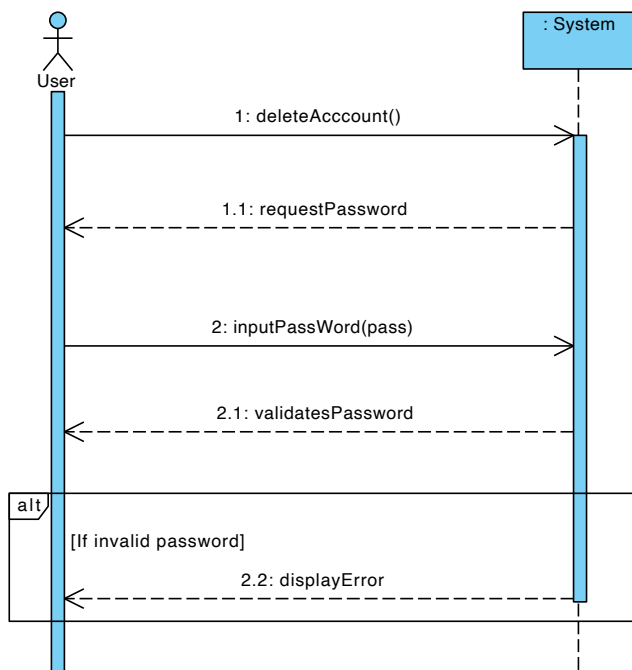 : System
User
1: deleteAcccount()
1.1: requestPassword
2: inputPassWord(pass)
2.1: validatesPassword
alt
[If invalid password]
2.2: displayError